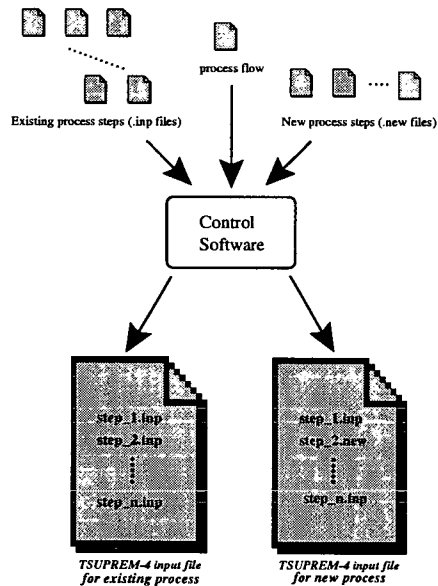 process flow
Existing process steps (.inp files)
New process steps (.new files)
Control
Software
step_1.inp
step_2.inp
step_n.inp
TSUPREM-4 input file
for existing process
step_1.inp
step_2.new
step_n.inp
TSUPREM-4 input file
for new process